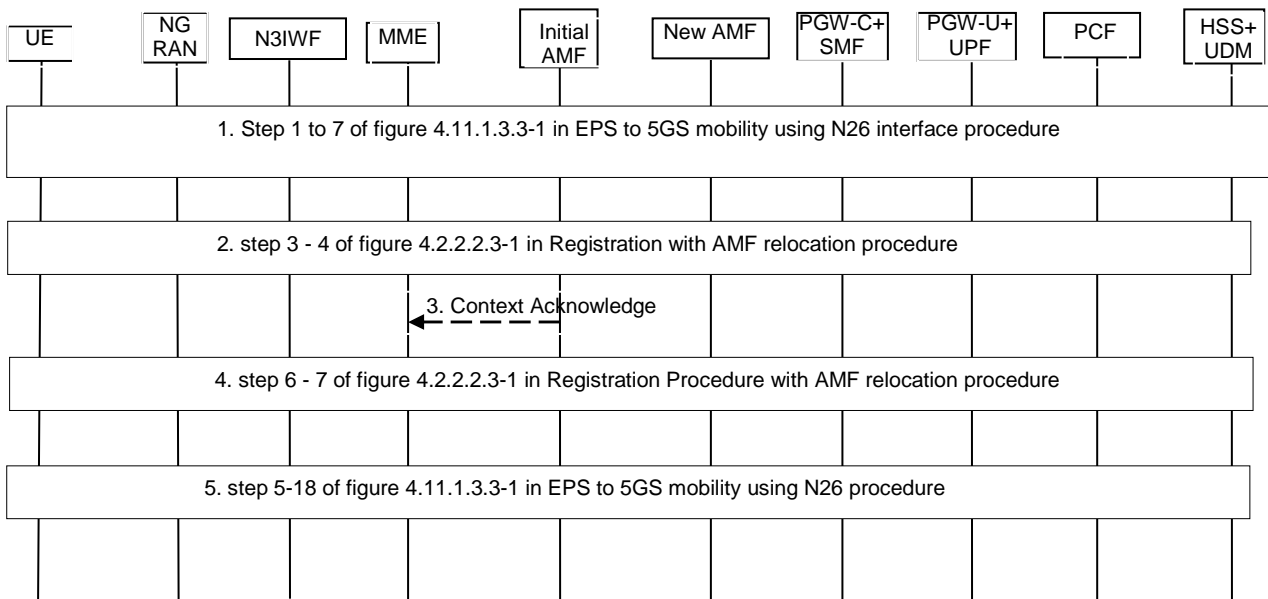 UE
NG
RAN
N3IWF
MME
Initial
AMF
New AMF
PGW-C+
SMF
PGW-U+
UPF
PCF
HSS+
UDM
1. Step 1 to 7 of figure 4.11.1.3.3-1 in EPS to 5GS mobility using N26 interface procedure
2. step 3 - 4 of figure 4.2.2.2.3-1 in Registration with AMF relocation procedure
3. Context Acknowledge
4. step 6 - 7 of figure 4.2.2.2.3-1 in Registration Procedure with AMF relocation procedure
5. step 5-18 of figure 4.11.1.3.3-1 in EPS to 5GS mobility using N26 procedure